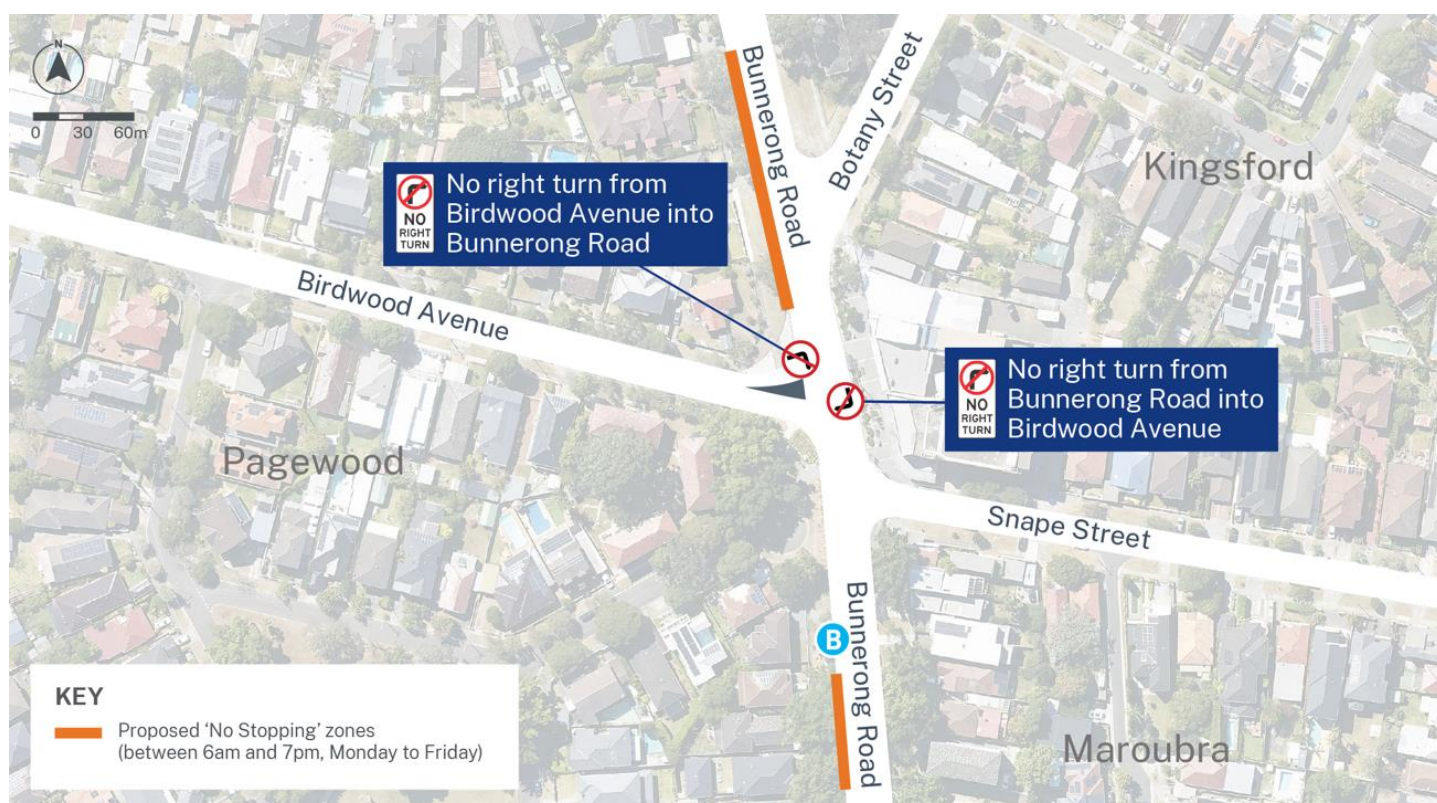 N
0 30 60m
Bunnerong Road
Botany Street
Kingsford
NO
RIGHT
TURN
No right turn from
Birdwood Avenue into
Bunnerong Road
Birdwood Avenue
NO
RIGHT
TURN
No right turn from
Bunnerong Road into
Birdwood Avenue
Pagewood
Snape Street
B
Bunnerong Road
Maroubra
KEY
Proposed ‘No Stopping’ zones
(between 6am and 7pm, Monday to Friday)